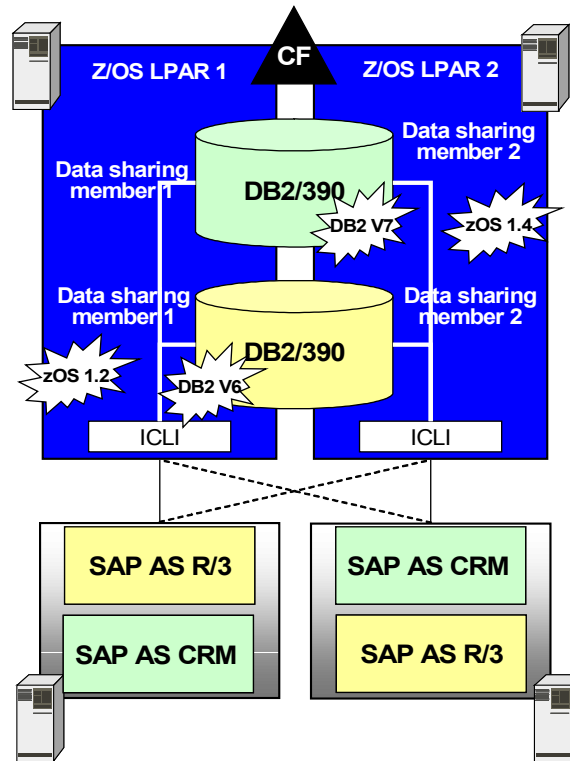 CF
Z/OS LPAR 1
Z/OS LPAR 2
Data sharing
member 1
Data sharing
member 2
DB2/390
DB2 V7
zOS 1.4
Data sharing
member 1
Data sharing
member 2
DB2/390
zOS 1.2
DB2 V6
ICLI
ICLI
SAP AS R/3
SAP AS CRM
SAP AS CRM
SAP AS R/3